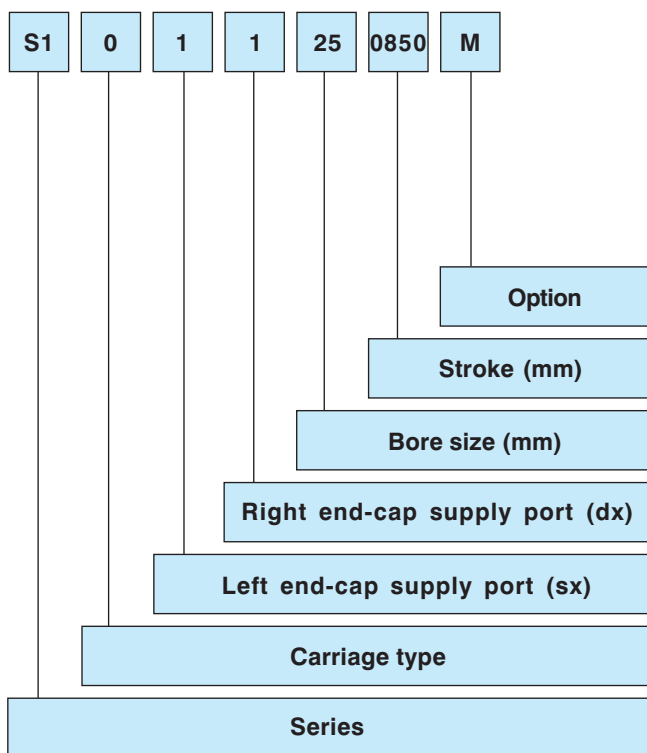 S1 0 1 1 25 0850 M
Option
Stroke (mm)
Bore size (mm)
Right end-cap supply port (dx)
Left end-cap supply port (sx)
Carriage type
Series